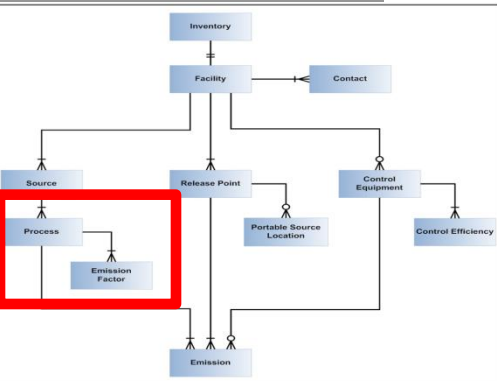 Inventory
Facility
Contact
Source
Release Point
Control
Equipment
Process
Portable Source
Location
Control Efficiency
Emission
Factor
Emission